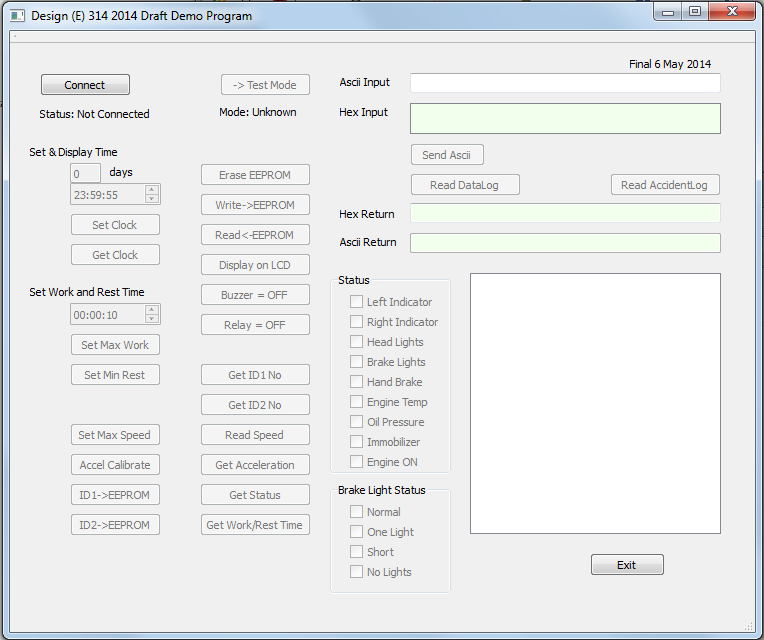 Design (E) 314 2014 Draft Demo Program
Final 6 May 2014
Connect
-> Test Mode
Ascii Input
Status: Not Connected
Mode: Unknown
Hex Input
Set & Display Time
0 days
23:59:55
Set Clock
Get Clock
Set Work and Rest Time
00:00:10
Set Max Work
Set Min Rest
Set Max Speed
Accel Calibrate
ID1->EEPROM
ID2->EEPROM
Erase EEPROM
Write->EEPROM
Read<-EEPROM
Display on LCD
Buzzer = OFF
Relay = OFF
Get ID1 No
Get ID2 No
Read Speed
Get Acceleration
Get Status
Get Work/Rest Time
Send Ascii
Read DataLog
Read AccidentLog
Hex Return
Ascii Return
Status
Left Indicator
Right Indicator
Head Lights
Brake Lights
Hand Brake
Engine Temp
Oil Pressure
Immobilizer
Engine ON
Brake Light Status
Normal
One Light
Short
No Lights
Exit